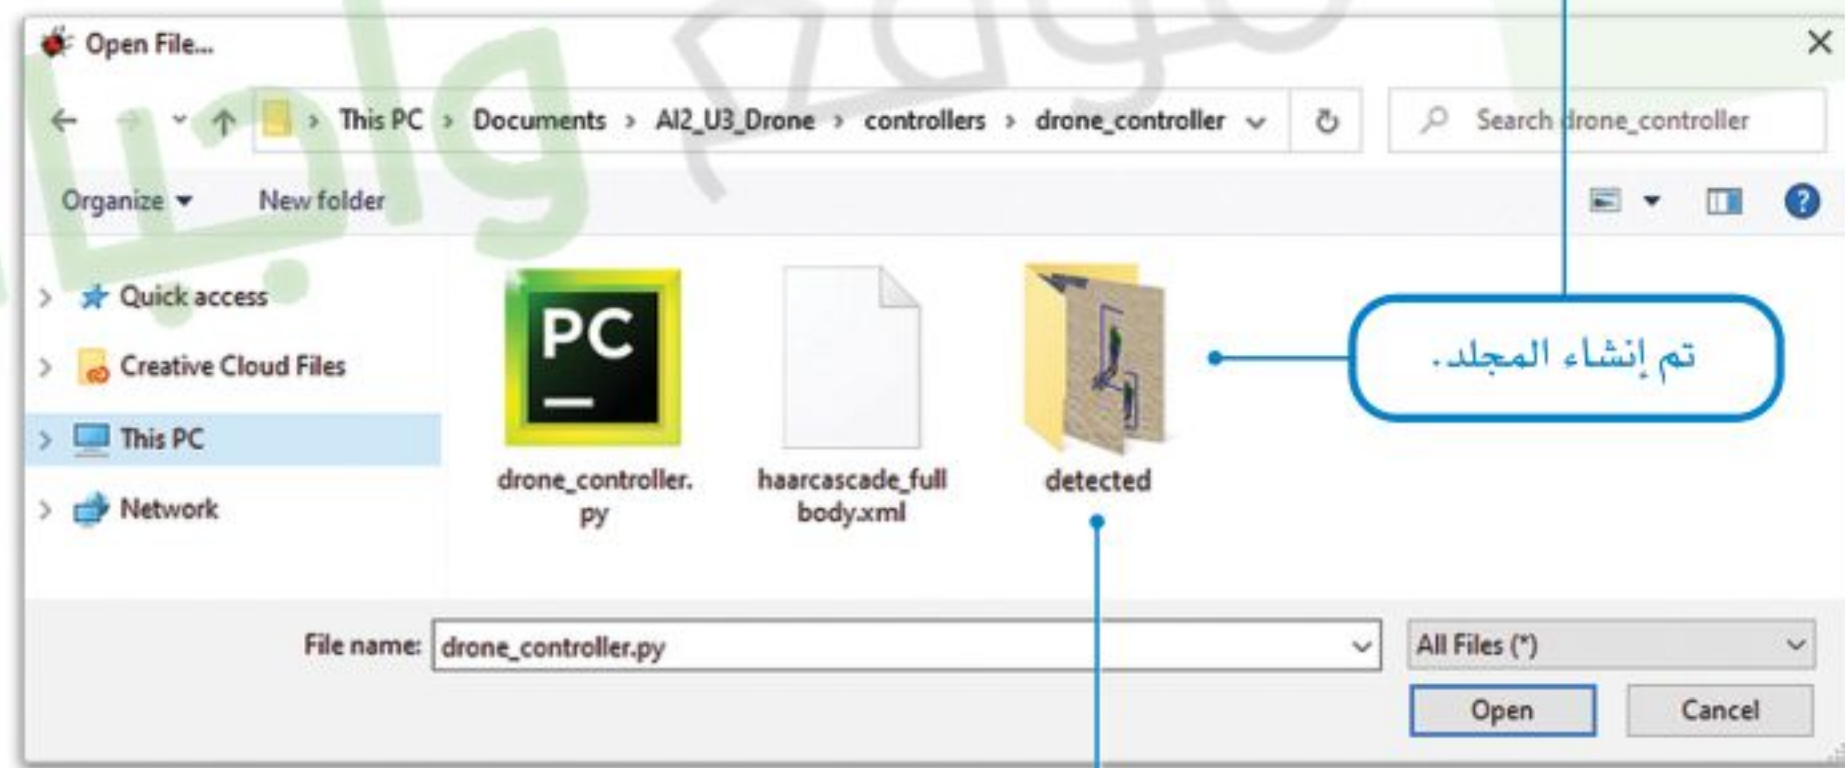 Open File...
This PC > Documents > AI2_U3_Drone > controllers > drone_controller
Search drone_controller
Organize
New folder
Quick access
Creative Cloud Files
This PC
Network
PC
drone_controller.
py
haarcascade_full
body.xml
detected
تم إنشاء المجلد.
File name: drone_controller.py
All Files (*)
Open
Cancel